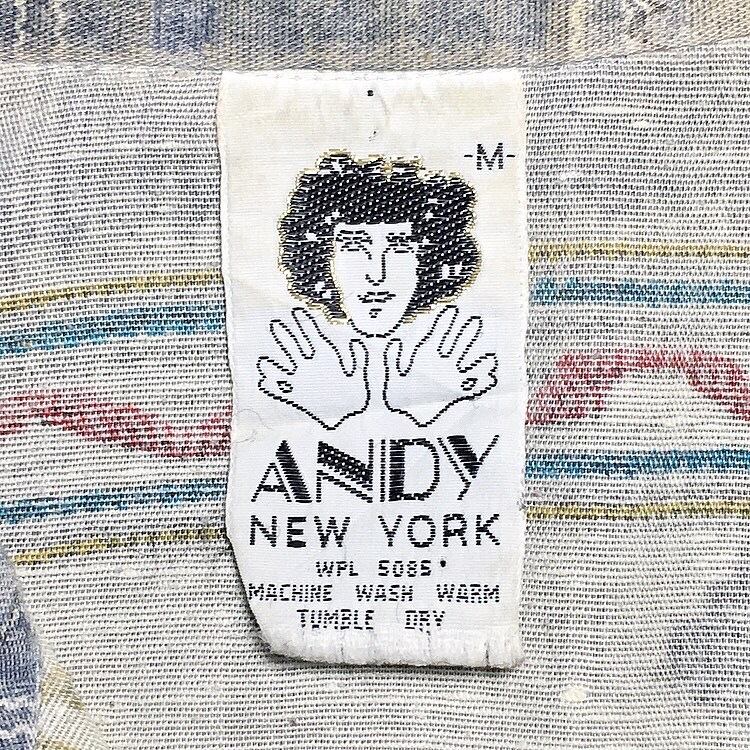 -M-
ANDY
NEW YORK
WPL 5085
MACHINE WASH WARM
TUMBLE DRY